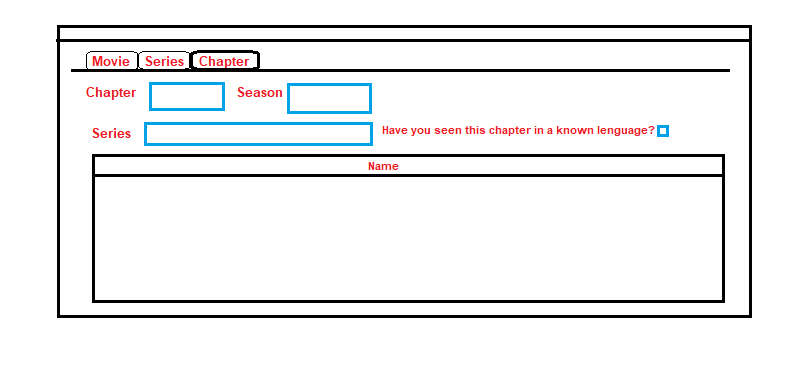 Movie Series Chapter
Chapter Season
Series Have you seen this chapter in a known lenguage?
Name